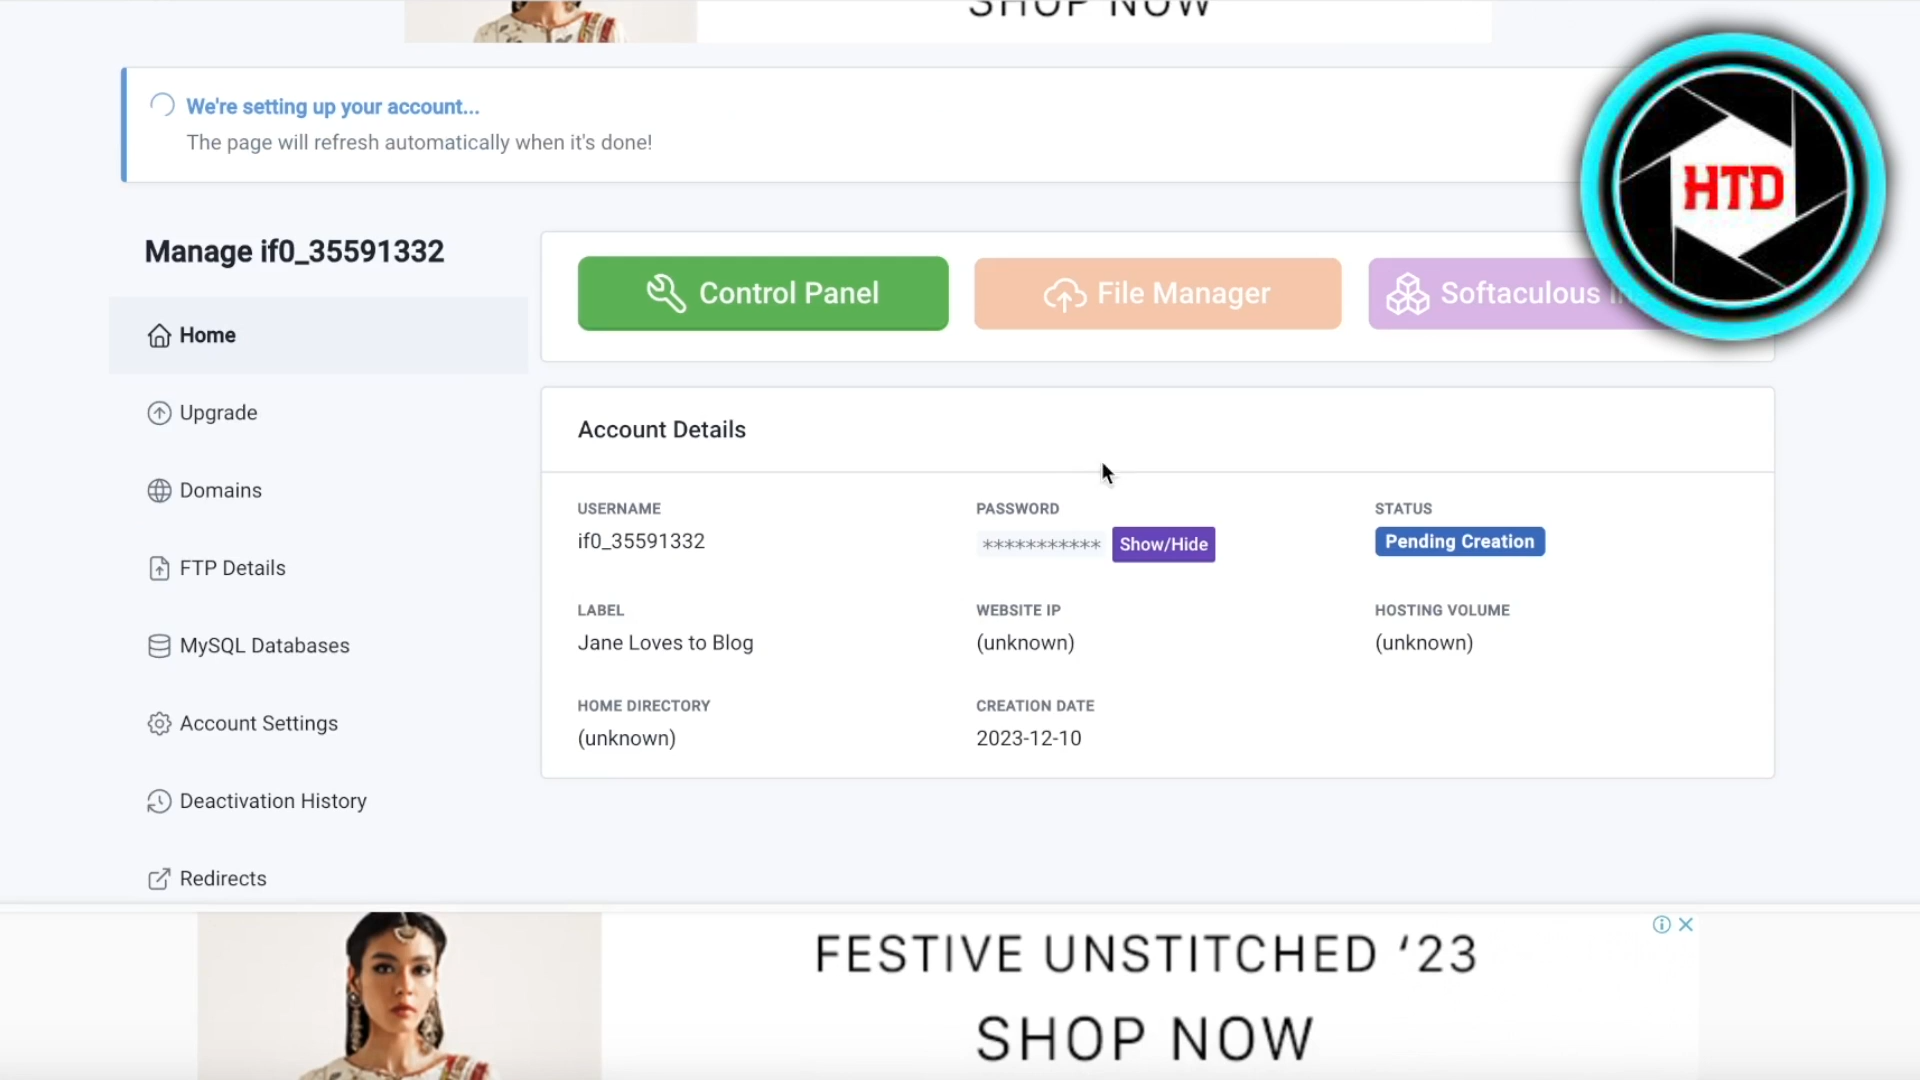 SHOP NOW
We're setting up your account...
The page will refresh automatically when it's done!
HTD
Manage if0_35591332
Control Panel
File Manager
Softaculous
Home
Upgrade
Domains
FTP Details
MySQL Databases
Account Settings
Deactivation History
Redirects
Account Details
USERNAME
if0_35591332
PASSWORD
*********** Show/Hide
STATUS
Pending Creation
LABEL
Jane Loves to Blog
WEBSITE IP
(unknown)
HOSTING VOLUME
(unknown)
HOME DIRECTORY
(unknown)
CREATION DATE
2023-12-10
FESTIVE UNSTITCHED ‘23
SHOP NOW